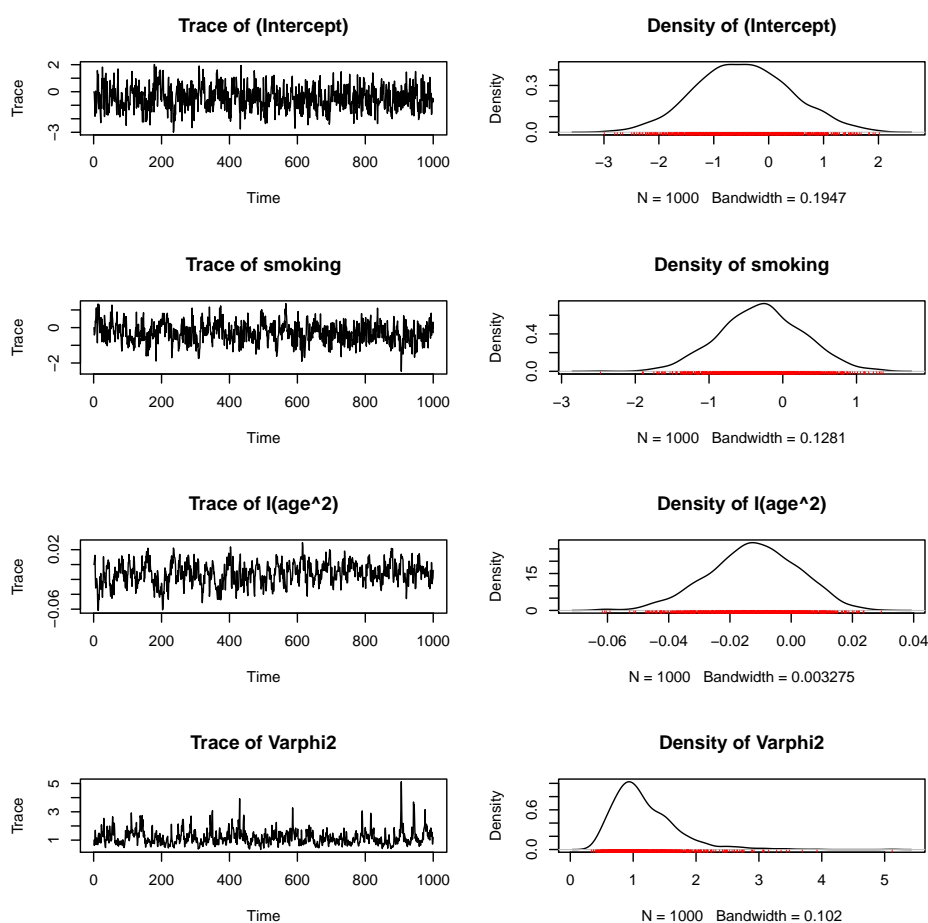 Trace of (Intercept)
Trace
2
0
−3
0 200 400 600 800 1000
Time
Density of (Intercept)
Density
0.3
0.0
−3 −2 −1 0 1 2
N = 1000 Bandwidth = 0.1947
Trace of smoking
Trace
0
−2
0 200 400 600 800 1000
Time
Density of smoking
Density
0.4
0.0
−3 −2 −1 0 1
N = 1000 Bandwidth = 0.1281
Trace of I(age^2)
Trace
0.02
−0.06
0 200 400 600 800 1000
Time
Density of I(age^2)
Density
15
0
−0.06 −0.04 −0.02 0.00 0.02 0.04
N = 1000 Bandwidth = 0.003275
Trace of Varphi2
Trace
5
3
1
0 200 400 600 800 1000
Time
Density of Varphi2
Density
0.6
0.0
0 1 2 3 4 5
N = 1000 Bandwidth = 0.102